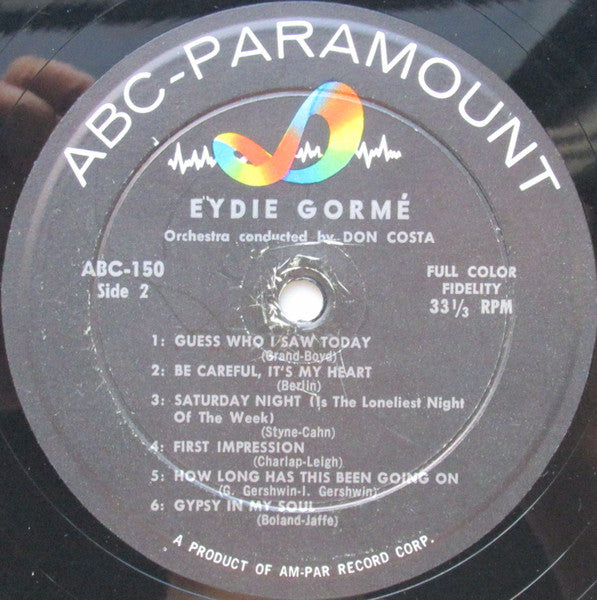 ABC-PARAMOUNT
EYDIE GORMÉ
Orchestra conducted by DON COSTA
ABC-150
Side 2
FULL COLOR
FIDELITY
33 1/3 RPM
1: GUESS WHO I SAW TODAY
(Grand-Boyd)
2: BE CAREFUL, IT'S MY HEART
(Berlin)
3: SATURDAY NIGHT (Is The Loneliest Night
Of The Week)
(Styne-Cahn)
4: FIRST IMPRESSION
(Charlap-Leigh)
5: HOW LONG HAS THIS BEEN GOING ON
(G. Gershwin-I. Gershwin)
6: GYPSY IN MY SOUL
(Boland-Jaffe)
A PRODUCT OF AM-PAR RECORD CORP.